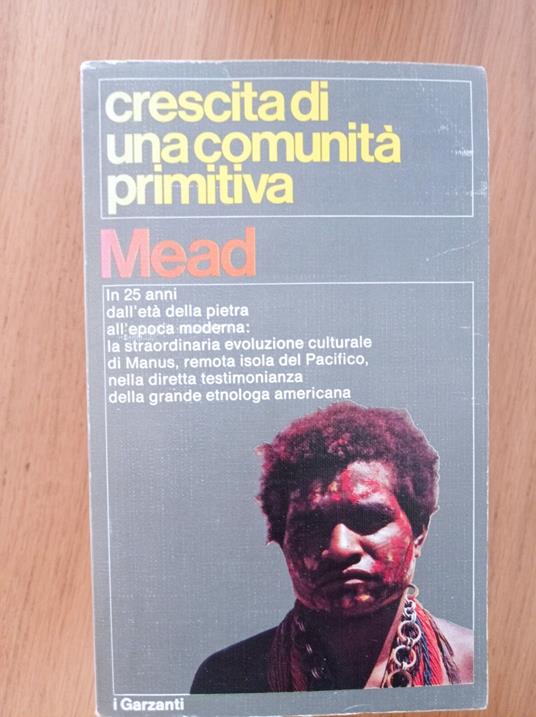 crescita di
una comunità
primitiva
Mead
In 25 anni
dall'età della pietra
all'epoca moderna:
la straordinaria evoluzione culturale
di Manus, remota isola del Pacifico,
nella diretta testimonianza
della grande etnologa americana
i Garzanti